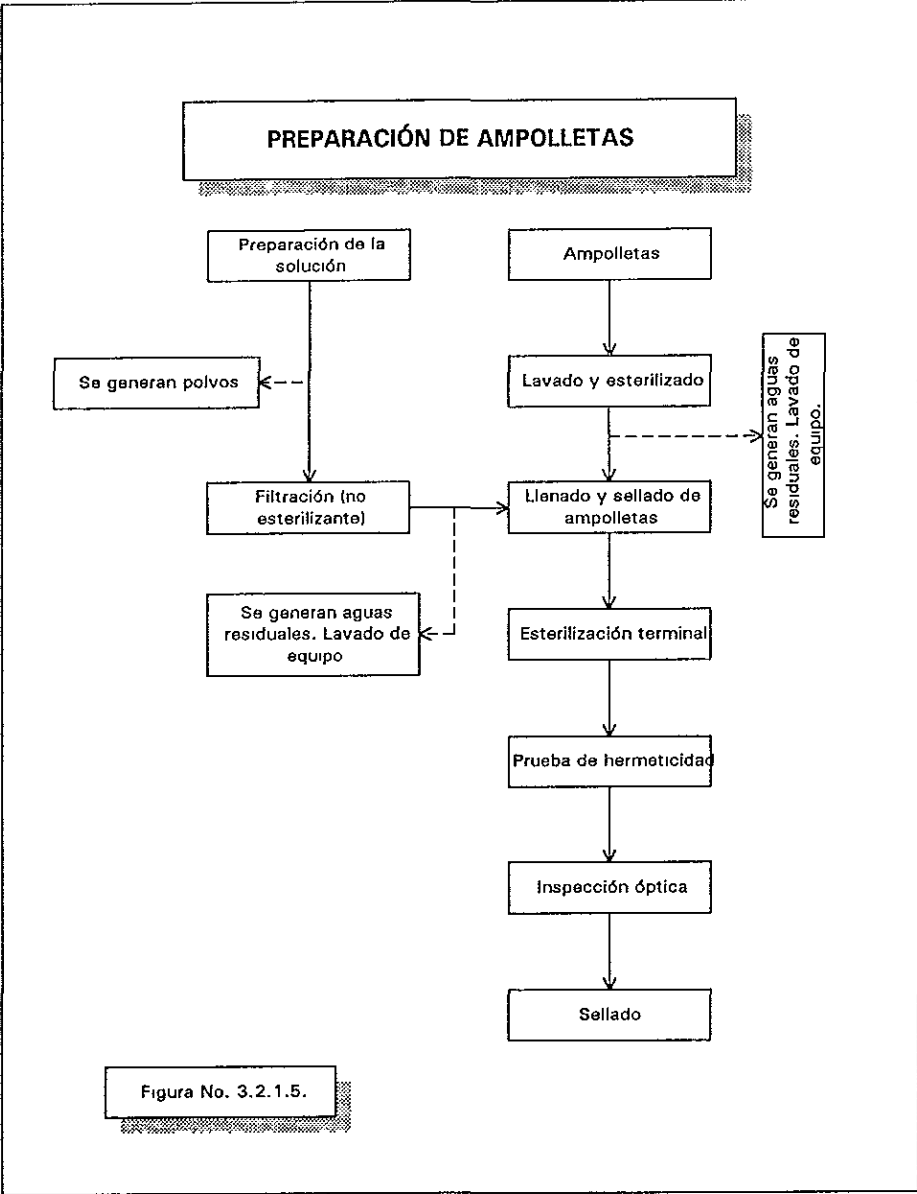 PREPARACIÓN DE AMPOLLETAS
Preparación de la
solución
Ampolletas
Se generan polvos
Lavado y esterilizado
Se generan aguas
residuales. Lavado de
equipo.
Filtración (no
esterilizante)
Llenado y sellado de
ampolletas
Se generan aguas
residuales. Lavado de
equipo
Esterilización terminal
Prueba de hermeticidad
Inspección óptica
Sellado
Figura No. 3.2.1.5.